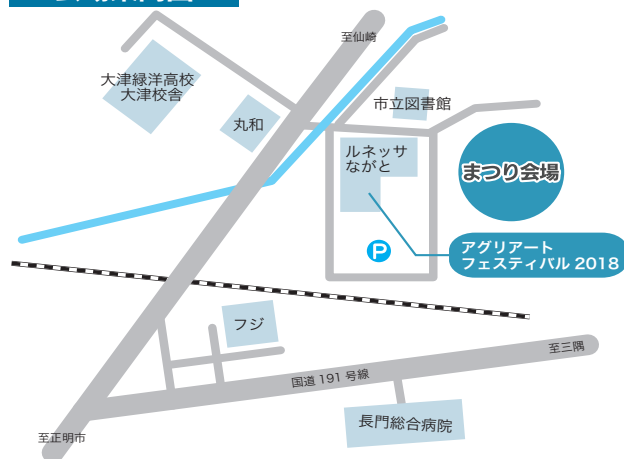 至仙崎
大津緑洋高校
大津校舎
丸和
市立図書館
ルネッサ
ながと
まつり会場
P
アグリアート
フェスティバル 2018
フジ
至三隅
国道 191 号線
長門総合病院
至正明市